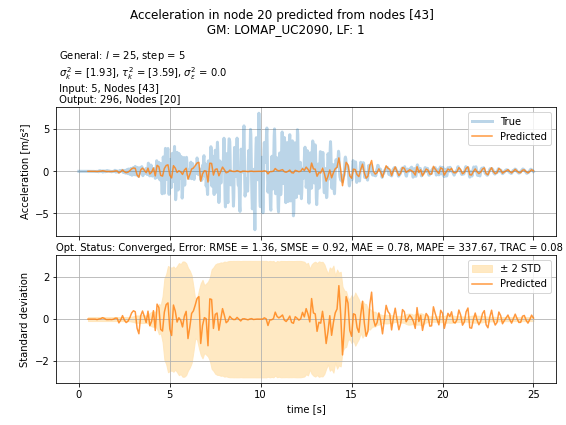 Acceleration in node 20 predicted from nodes [43]
GM: LOMAP_UC2090, LF: 1
General: l = 25, step = 5
σ²ₖ = [1.93], τ²ₖ = [3.59], σ²ε = 0.0
Input: 5, Nodes [43]
Output: 296, Nodes [20]
True
Predicted
Acceleration [m/s²]
5
0
−5
Opt. Status: Converged, Error: RMSE = 1.36, SMSE = 0.92, MAE = 0.78, MAPE = 337.67, TRAC = 0.08
± 2 STD
Predicted
Standard deviation
2
0
−2
0 5 10 15 20 25
time [s]